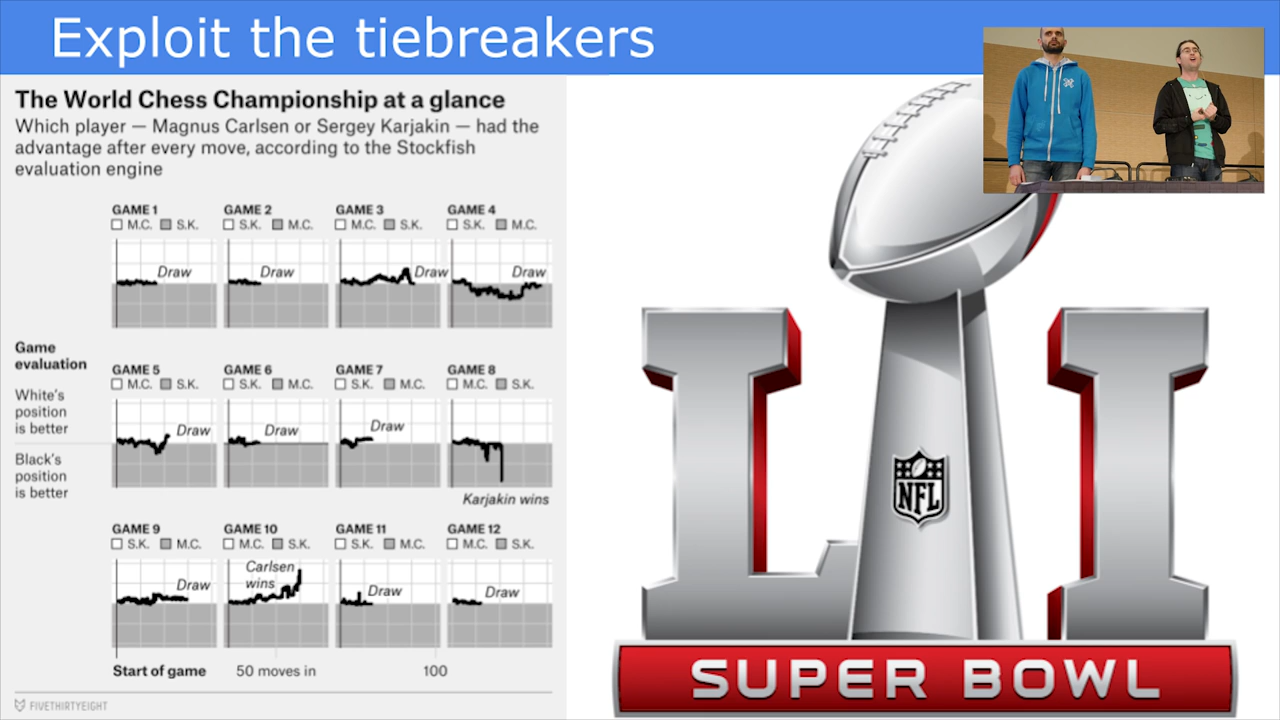 Exploit the tiebreakers
The World Chess Championship at a glance
Which player — Magnus Carlsen or Sergey Karjakin — had the
advantage after every move, according to the Stockfish
evaluation engine
GAME 1
M.C. S.K.
Draw
GAME 2
S.K. M.C.
Draw
GAME 3
M.C. S.K.
Draw
GAME 4
S.K. M.C.
Draw
Game
evaluation
White's
position
is better
Black's
position
is better
GAME 5
M.C. S.K.
Draw
GAME 6
S.K. M.C.
Draw
GAME 7
S.K. M.C.
Draw
GAME 8
M.C. S.K.
Karjakin wins
GAME 9
S.K. M.C.
Draw
GAME 10
M.C. S.K.
Carlsen
wins
GAME 11
S.K. M.C.
Draw
GAME 12
M.C. S.K.
Draw
Start of game
50 moves in
100
FIVETHIRTYEIGHT
LI
NFL
SUPER BOWL